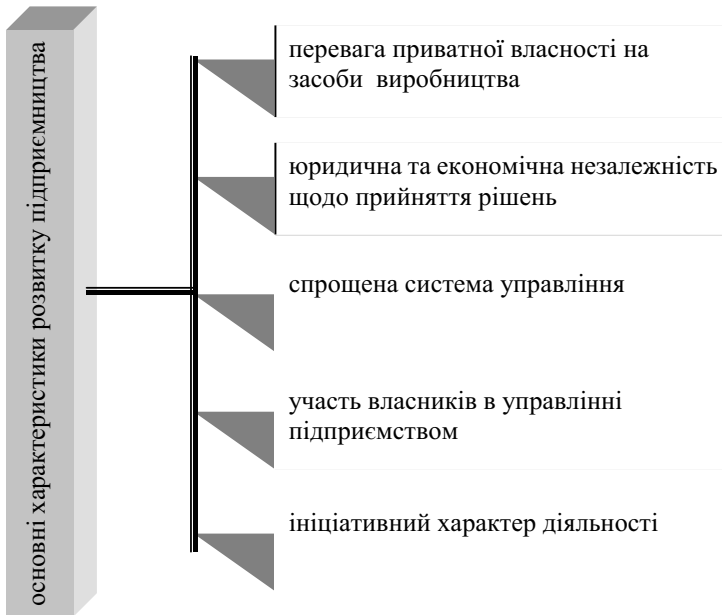 основні характеристики розвитку підприємництва
перевага приватної власності на
засоби виробництва
юридична та економічна незалежність
щодо прийняття рішень
спрощена система управління
участь власників в управлінні
підприємством
ініціативний характер діяльності